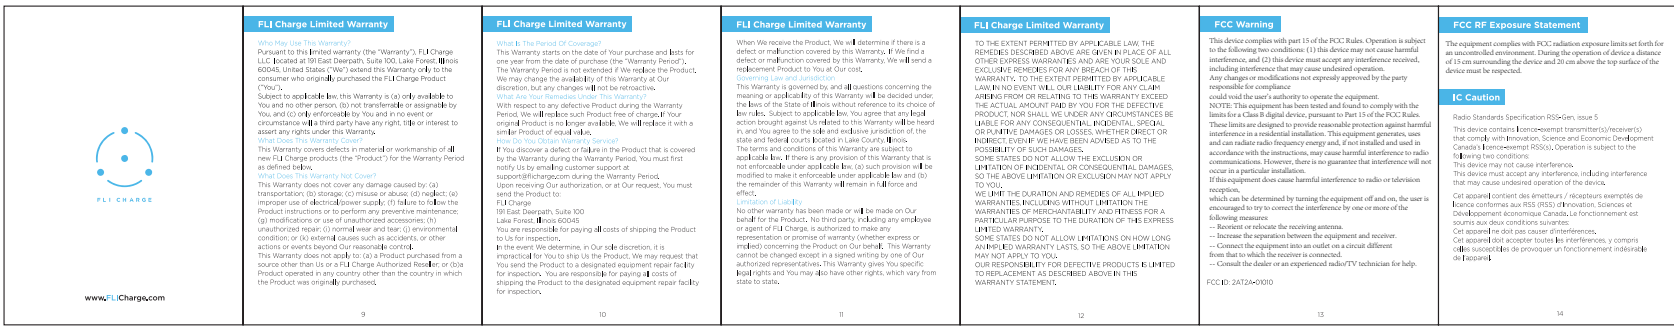 FLI CHARGE
www.FLICharge.com
FLI Charge Limited Warranty
Who May Use This Warranty?
Pursuant to this limited warranty (the "Warranty"), FLI Charge
LLC located at 191 East Deerpath, Suite 100, Lake Forest, Illinois
60045, United States ("We") extend this Warranty only to the
consumer who originally purchased the FLI Charge Product
("You").
Subject to applicable law, this Warranty is (a) only available to
You and no other person, (b) not transferrable or assignable by
You, and (c) only enforceable by You and in no event or
circumstance will a third party have any right, title or interest to
assert any rights under this Warranty.
What Does This Warranty Cover?
This Warranty covers defects in material or workmanship of all
new FLI Charge products (the "Product") for the Warranty Period
as defined below.
What Does This Warranty Not Cover?
This Warranty does not cover any damage caused by: (a)
transportation; (b) storage; (c) misuse or abuse; (d) neglect; (e)
improper use of electrical/power supply; (f) failure to follow the
Product instructions or to perform any preventive maintenance;
(g) modifications or use of unauthorized accessories; (h)
unauthorized repair; (i) normal wear and tear; (j) environmental
condition; or (k) external causes such as accidents, or other
actions or events beyond Our reasonable control.
This Warranty does not apply to: (a) a Product purchased from a
source other than Us or a FLI Charge Authorized Reseller, or (b)a
Product operated in any country other than the country in which
the Product was originally purchased.
9
FLI Charge Limited Warranty
What Is The Period Of Coverage?
This Warranty starts on the date of Your purchase and lasts for
one year from the date of purchase (the "Warranty Period").
The Warranty Period is not extended if We replace the Product.
We may change the availability of this Warranty at Our
discretion, but any changes will not be retroactive.
What Are Your Remedies Under This Warranty?
With respect to any defective Product during the Warranty
Period, We will replace such Product free of charge. If Your
original Product is no longer available, We will replace it with a
similar Product of equal value.
How Do You Obtain Warranty Service?
If You discover a defect or failure in the Product that is covered
by the Warranty during the Warranty Period, You must first
notify Us by emailing customer support at
support@flicharge.com during the Warranty Period.
Upon receiving Our authorization, or at Our request, You must
send the Product to:
FLI Charge
191 East Deerpath, Suite 100
Lake Forest, Illinois 60045
You are responsible for paying all costs of shipping the Product
to Us for inspection.
In the event We determine, in Our sole discretion, it is
impractical for You to ship Us the Product, We may request that
You send the Product to a designated equipment repair facility
for inspection. You are responsible for paying all costs of
shipping the Product to the designated equipment repair facility
for inspection.
10
FLI Charge Limited Warranty
When We receive the Product, We will determine if there is a
defect or malfunction covered by this Warranty. If We find a
defect or malfunction covered by this Warranty, We will send a
replacement Product to You at Our cost.
Governing Law and Jurisdiction
This Warranty is governed by, and all questions concerning the
meaning or applicability of this Warranty will be decided under,
the laws of the State of Illinois without reference to its choice of
law rules. Subject to applicable law, You agree that any legal
action brought against Us related to this Warranty will be heard
in, and You agree to the sole and exclusive jurisdiction of, the
state and federal courts located in Lake County, Illinois.
The terms and conditions of this Warranty are subject to
applicable law. If there is any provision of this Warranty that is
not enforceable under applicable law, (a) such provision will be
modified to make it enforceable under applicable law and (b)
the remainder of this Warranty will remain in full force and
effect.
Limitation of Liability
No other warranty has been made or will be made on Our
behalf for the Product. No third party, including any employee
or agent of FLI Charge, is authorized to make any
representation or promise of warranty (whether express or
implied) concerning the Product on Our behalf. This Warranty
cannot be changed except in a signed writing by one of Our
authorized representatives. This Warranty gives You specific
legal rights and You may also have other rights, which vary from
state to state.
11
FLI Charge Limited Warranty
TO THE EXTENT PERMITTED BY APPLICABLE LAW, THE
REMEDIES DESCRIBED ABOVE ARE GIVEN IN PLACE OF ALL
OTHER EXPRESS WARRANTIES AND ARE YOUR SOLE AND
EXCLUSIVE REMEDIES FOR ANY BREACH OF THIS
WARRANTY. TO THE EXTENT PERMITTED BY APPLICABLE
LAW, IN NO EVENT WILL OUR LIABILITY FOR ANY CLAIM
ARISING FROM OR RELATING TO THIS WARRANTY EXCEED
THE ACTUAL AMOUNT PAID BY YOU FOR THE DEFECTIVE
PRODUCT, NOR SHALL WE UNDER ANY CIRCUMSTANCES BE
LIABLE FOR ANY CONSEQUENTIAL, INCIDENTAL, SPECIAL
OR PUNITIVE DAMAGES OR LOSSES, WHETHER DIRECT OR
INDIRECT, EVEN IF WE HAVE BEEN ADVISED AS TO THE
POSSIBILITY OF SUCH DAMAGES.
SOME STATES DO NOT ALLOW THE EXCLUSION OR
LIMITATION OF INCIDENTAL OR CONSEQUENTIAL DAMAGES,
SO THE ABOVE LIMITATION OR EXCLUSION MAY NOT APPLY
TO YOU.
WE LIMIT THE DURATION AND REMEDIES OF ALL IMPLIED
WARRANTIES, INCLUDING WITHOUT LIMITATION THE
WARRANTIES OF MERCHANTABILITY AND FITNESS FOR A
PARTICULAR PURPOSE TO THE DURATION OF THIS EXPRESS
LIMITED WARRANTY.
SOME STATES DO NOT ALLOW LIMITATIONS ON HOW LONG
AN IMPLIED WARRANTY LASTS, SO THE ABOVE LIMITATION
MAY NOT APPLY TO YOU.
OUR RESPONSIBILITY FOR DEFECTIVE PRODUCTS IS LIMITED
TO REPLACEMENT AS DESCRIBED ABOVE IN THIS
WARRANTY STATEMENT.
12
FCC Warning
This device complies with part 15 of the FCC Rules. Operation is subject
to the following two conditions: (1) this device may not cause harmful
interference, and (2) this device must accept any interference received,
including interference that may cause undesired operation.
Any changes or modifications not expressly approved by the party
responsible for compliance
could void the user's authority to operate the equipment.
NOTE: This equipment has been tested and found to comply with the
limits for a Class B digital device, pursuant to Part 15 of the FCC Rules.
These limits are designed to provide reasonable protection against harmful
interference in a residential installation. This equipment generates, uses
and can radiate radio frequency energy and, if not installed and used in
accordance with the instructions, may cause harmful interference to radio
communications. However, there is no guarantee that interference will not
occur in a particular installation.
If this equipment does cause harmful interference to radio or television
reception,
which can be determined by turning the equipment off and on, the user is
encouraged to try to correct the interference by one or more of the
following measures:
-- Reorient or relocate the receiving antenna.
-- Increase the separation between the equipment and receiver.
-- Connect the equipment into an outlet on a circuit different
from that to which the receiver is connected.
-- Consult the dealer or an experienced radio/TV technician for help.
FCC ID: 2AT2A-01010
13
FCC RF Exposure Statement
The equipment complies with FCC radiation exposure limits set forth for
an uncontrolled environment. During the operation of device a distance
of 15 cm surrounding the device and 20 cm above the top surface of the
device must be respected.
IC Caution
Radio Standards Specification RSS-Gen, issue 5
This device contains licence-exempt transmitter(s)/receiver(s)
that comply with Innovation, Science and Economic Development
Canada's licence-exempt RSS(s). Operation is subject to the
following two conditions:
This device may not cause interference.
This device must accept any interference, including interference
that may cause undesired operation of the device.
Cet appareil contient des émetteurs / récepteurs exemptés de
licence conformes aux RSS (RSS) d'Innovation, Sciences et
Développement économique Canada. Le fonctionnement est
soumis aux deux conditions suivantes:
Cet appareil ne doit pas causer d'interférences.
Cet appareil doit accepter toutes les interférences, y compris
celles susceptibles de provoquer un fonctionnement indésirable
de l'appareil.
14